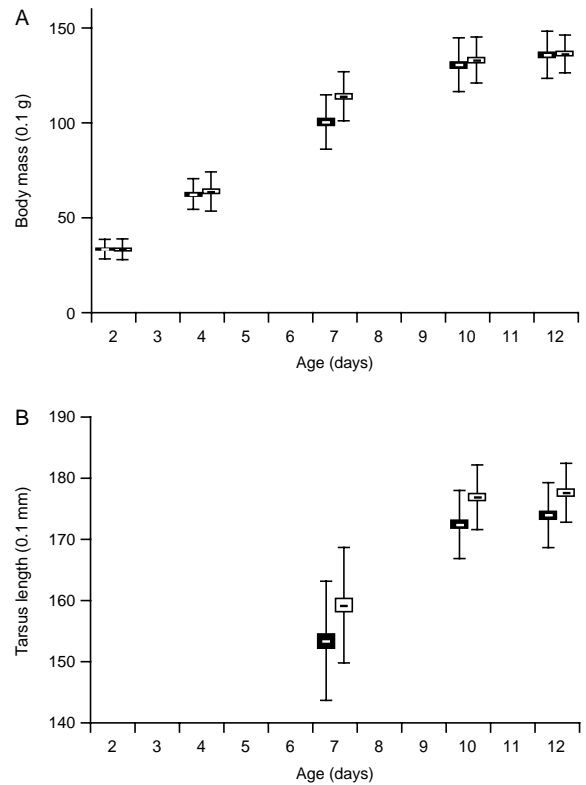 A
Body mass (0.1 g)
150
100
50
0
2 3 4 5 6 7 8 9 10 11 12
Age (days)
B
Tarsus length (0.1 mm)
190
180
170
160
150
140
2 3 4 5 6 7 8 9 10 11 12
Age (days)